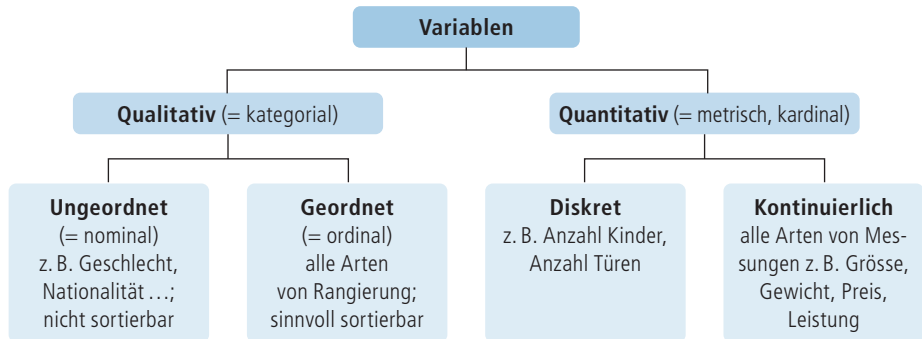 Variablen
Qualitativ (= kategorial)
Quantitativ (= metrisch, kardinal)
Ungeordnet
(= nominal)
z. B. Geschlecht,
Nationalität …;
nicht sortierbar
Geordnet
(= ordinal)
alle Arten
von Rangierung;
sinnvoll sortierbar
Diskret
z. B. Anzahl Kinder,
Anzahl Türen
Kontinuierlich
alle Arten von Mes-
sungen z. B. Grösse,
Gewicht, Preis,
Leistung